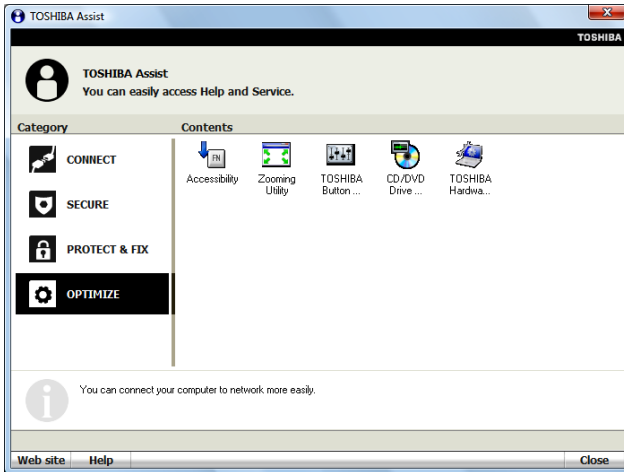 TOSHIBA Assist
TOSHIBA
TOSHIBA Assist
You can easily access Help and Service.
Category
Contents
CONNECT
SECURE
PROTECT & FIX
OPTIMIZE
FN
Accessibility
Zooming
Utility
TOSHIBA
Button ...
CD/DVD
Drive ...
TOSHIBA
Hardwa...
You can connect your computer to network more easily.
Web site
Help
Close